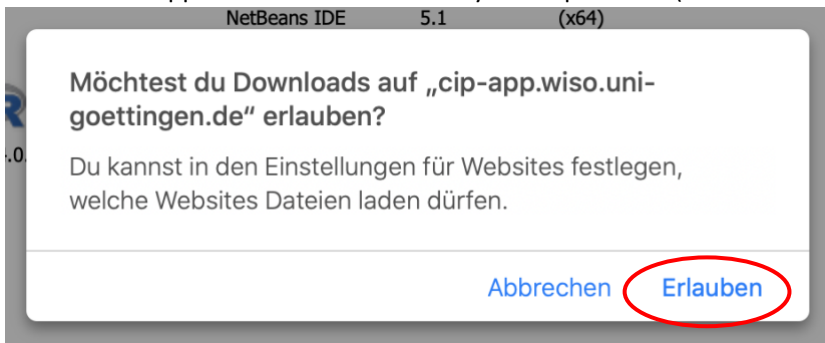 NetBeans IDE 5.1 (x64)
Möchtest du Downloads auf „cip-app.wiso.uni-
goettingen.de“ erlauben?
.0.
Du kannst in den Einstellungen für Websites festlegen,
welche Websites Dateien laden dürfen.
Abbrechen Erlauben